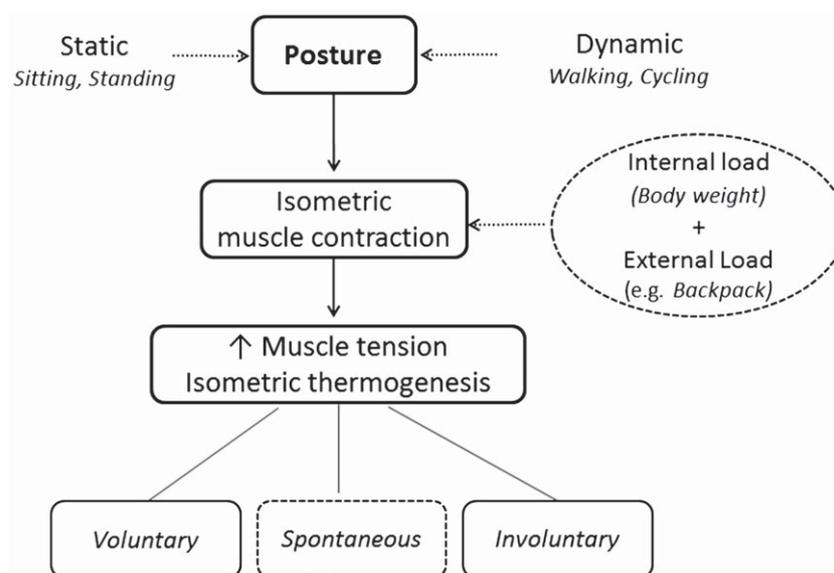 Static
Sitting, Standing
Posture
Dynamic
Walking, Cycling
Isometric
muscle contraction
Internal load
(Body weight)
+
External Load
(e.g. Backpack)
↑ Muscle tension
Isometric thermogenesis
Voluntary
Spontaneous
Involuntary